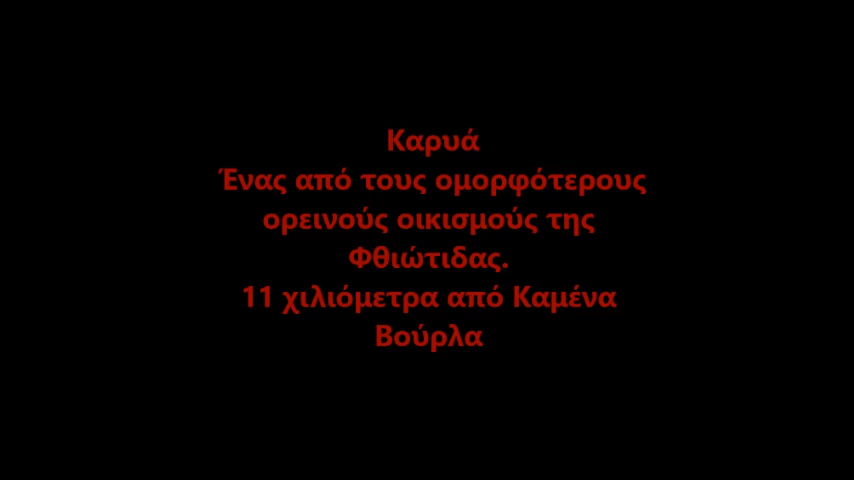 Καρυά
Ένας από τους ομορφότερους
ορεινούς οικισμούς της
Φθιώτιδας.
11 χιλιόμετρα από Καμένα
Βούρλα